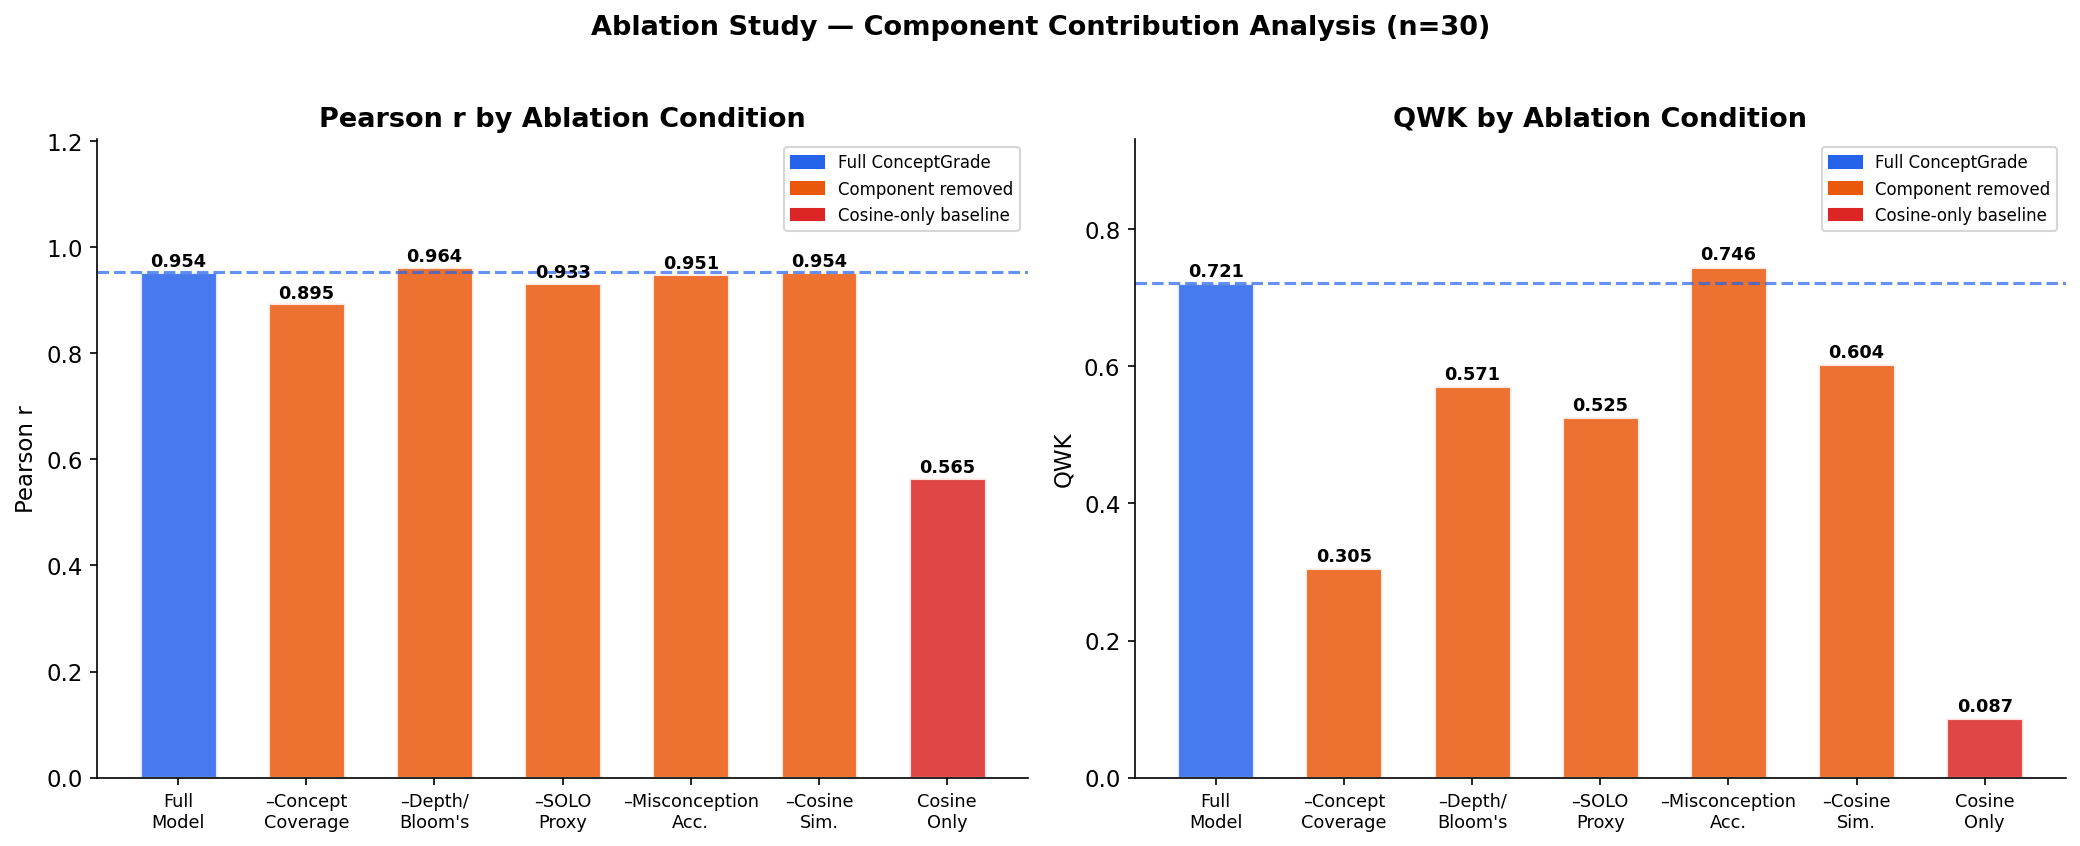 Ablation Study — Component Contribution Analysis (n=30)
Pearson r by Ablation Condition
Pearson r
1.2
1.0
0.8
0.6
0.4
0.2
0.0
Full ConceptGrade
Component removed
Cosine-only baseline
0.954
0.895
0.964
0.933
0.951
0.954
0.565
Full
Model
–Concept
Coverage
–Depth/
Bloom's
–SOLO
Proxy
–Misconception
Acc.
–Cosine
Sim.
Cosine
Only
QWK by Ablation Condition
QWK
0.8
0.6
0.4
0.2
0.0
Full ConceptGrade
Component removed
Cosine-only baseline
0.721
0.305
0.571
0.525
0.746
0.604
0.087
Full
Model
–Concept
Coverage
–Depth/
Bloom's
–SOLO
Proxy
–Misconception
Acc.
–Cosine
Sim.
Cosine
Only